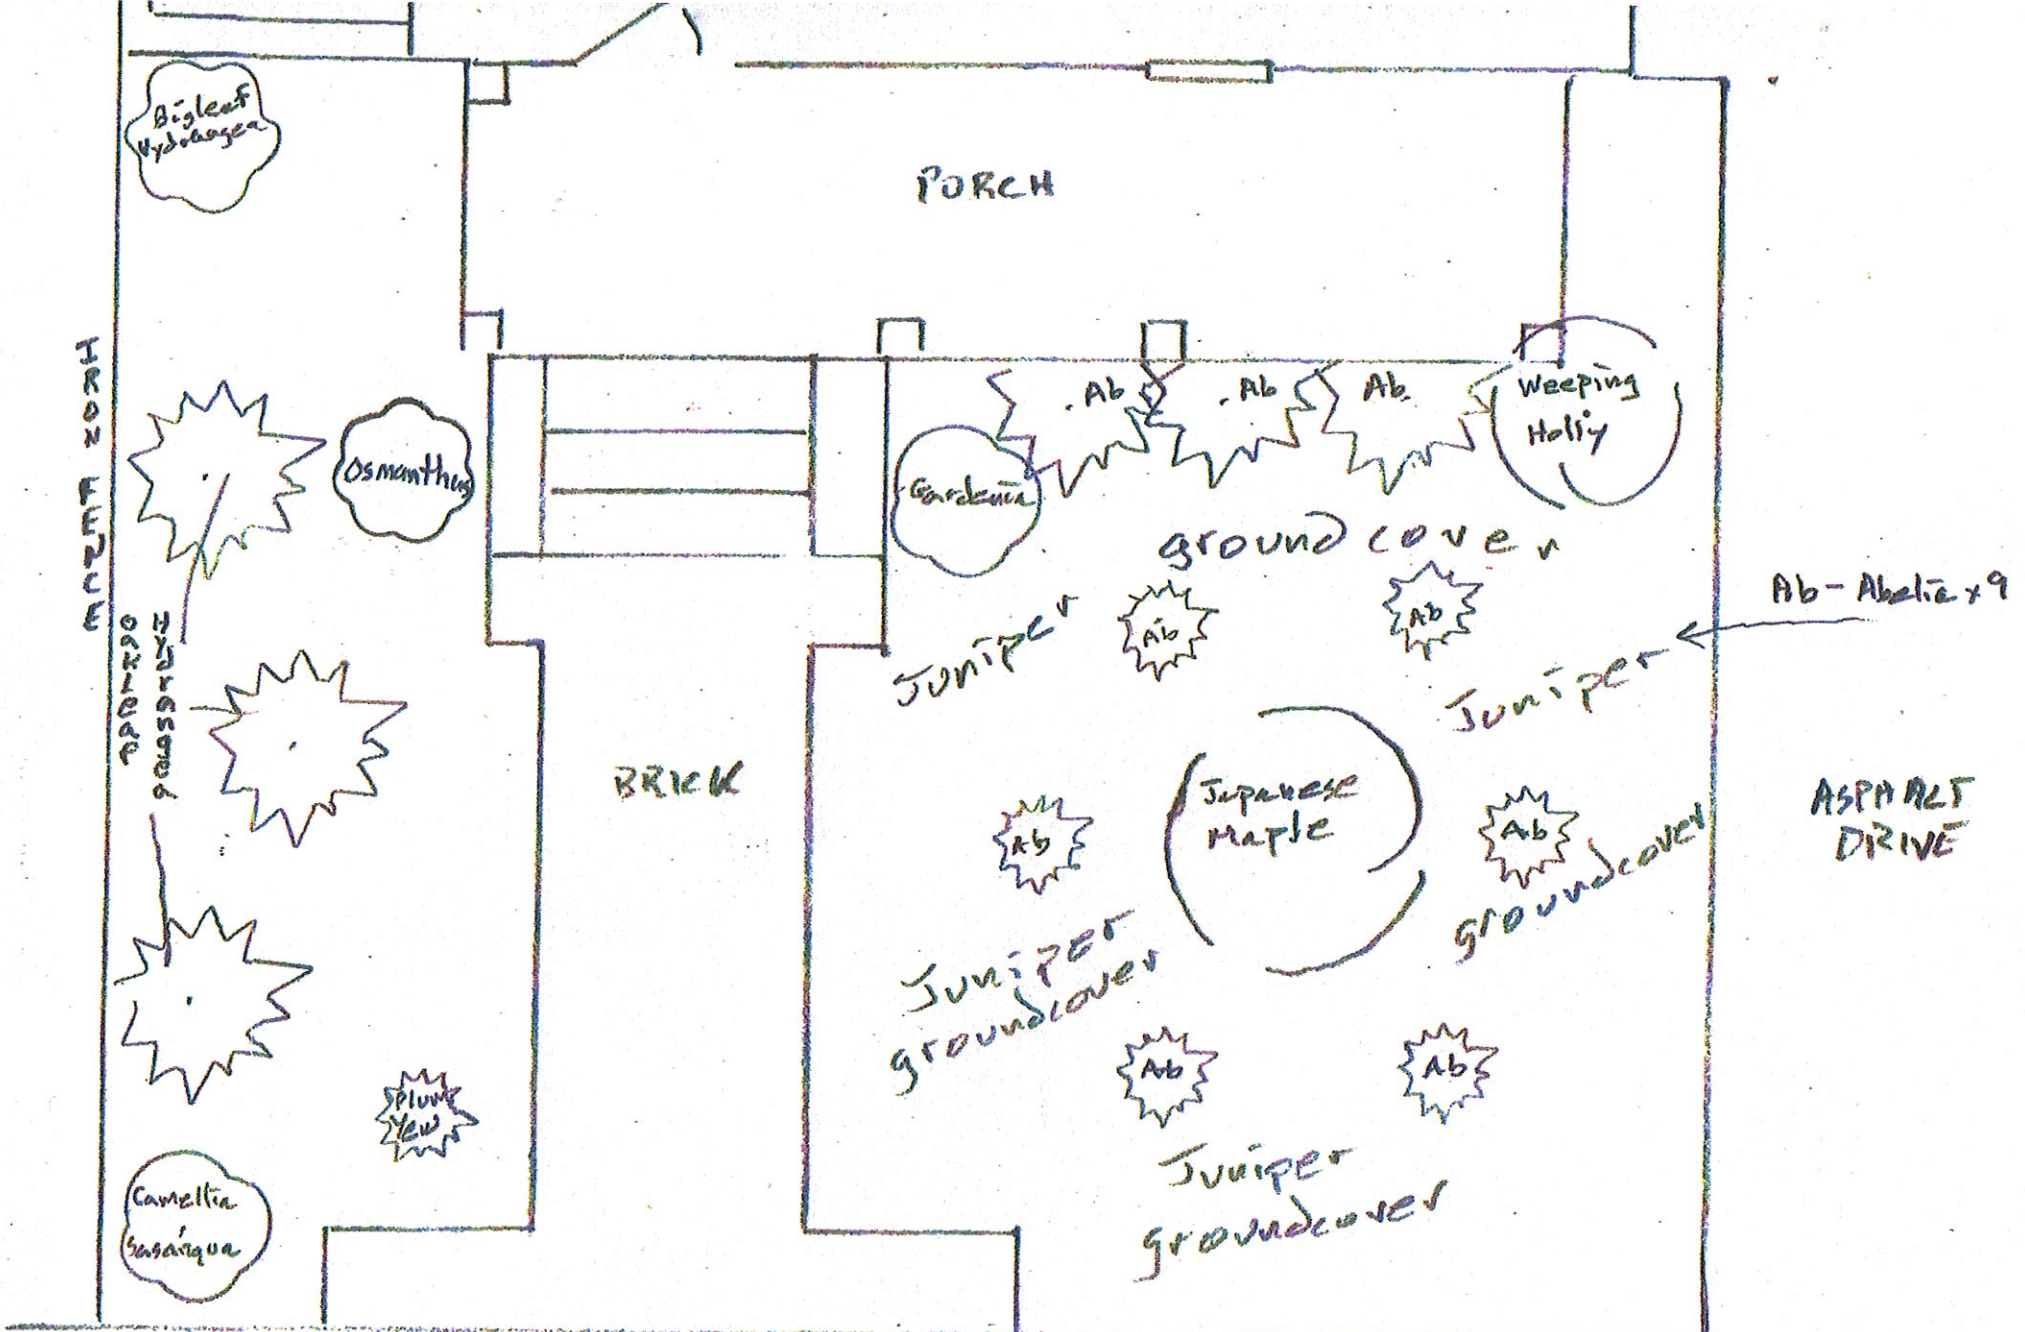 Bigleaf
Hydrangea
PORCH
IRON FENCE
Osmanthus
Gardenia
Ab
Ab
Ab
Weeping
Holly
ground cover
Juniper
Ab
Ab
Ab - Abelia x 9
Juniper
OAKLEAF
HYDRANGEA
BRICK
Japanese
Maple
Ab
Ab
groundcover
ASPHALT
DRIVE
Juniper
groundcover
Plum
Yew
Ab
Ab
Camellia
Sasanqua
Juniper
groundcover